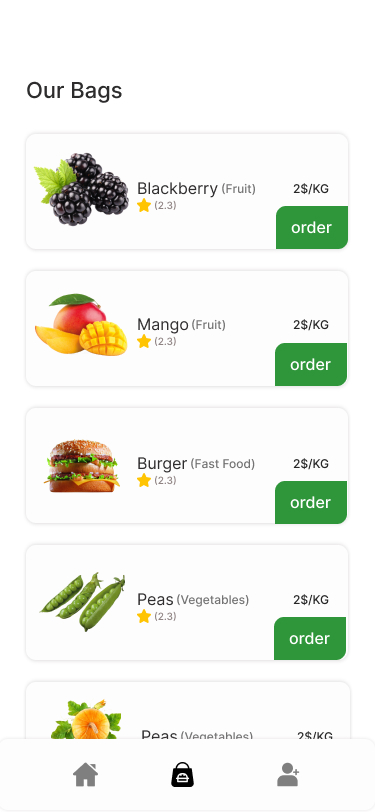 Our Bags
Blackberry (Fruit) 2$/KG
(2.3)
order
Mango (Fruit) 2$/KG
(2.3)
order
Burger (Fast Food) 2$/KG
(2.3)
order
Peas (Vegetables) 2$/KG
(2.3)
order
Peas (Vegetables) 2$/KG